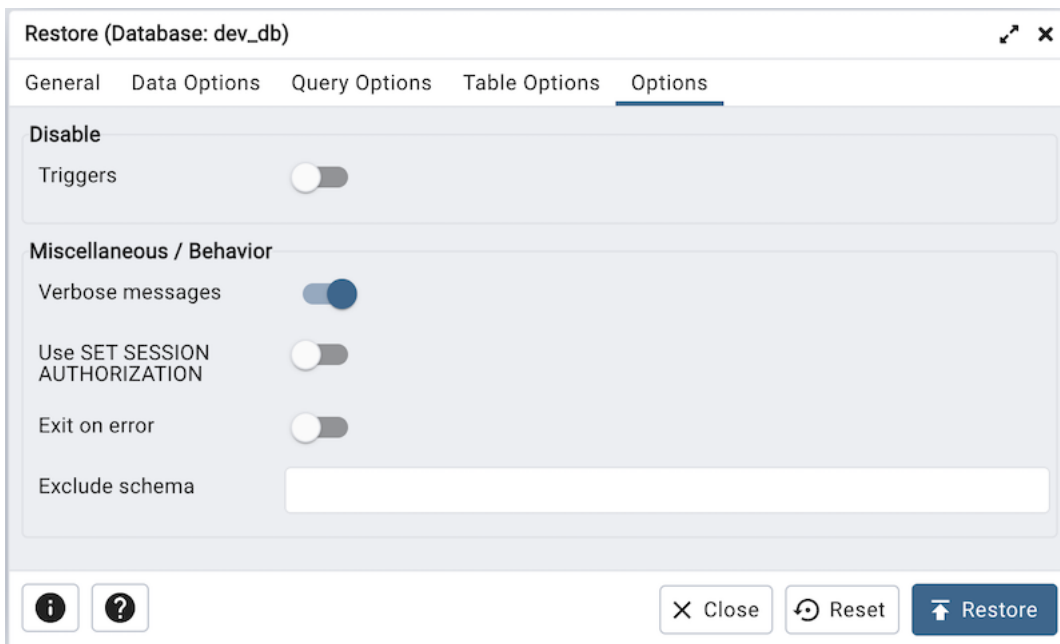 Restore (Database: dev_db)
General Data Options Query Options Table Options Options
Disable
Triggers
Miscellaneous / Behavior
Verbose messages
Use SET SESSION
AUTHORIZATION
Exit on error
Exclude schema
Close Reset Restore